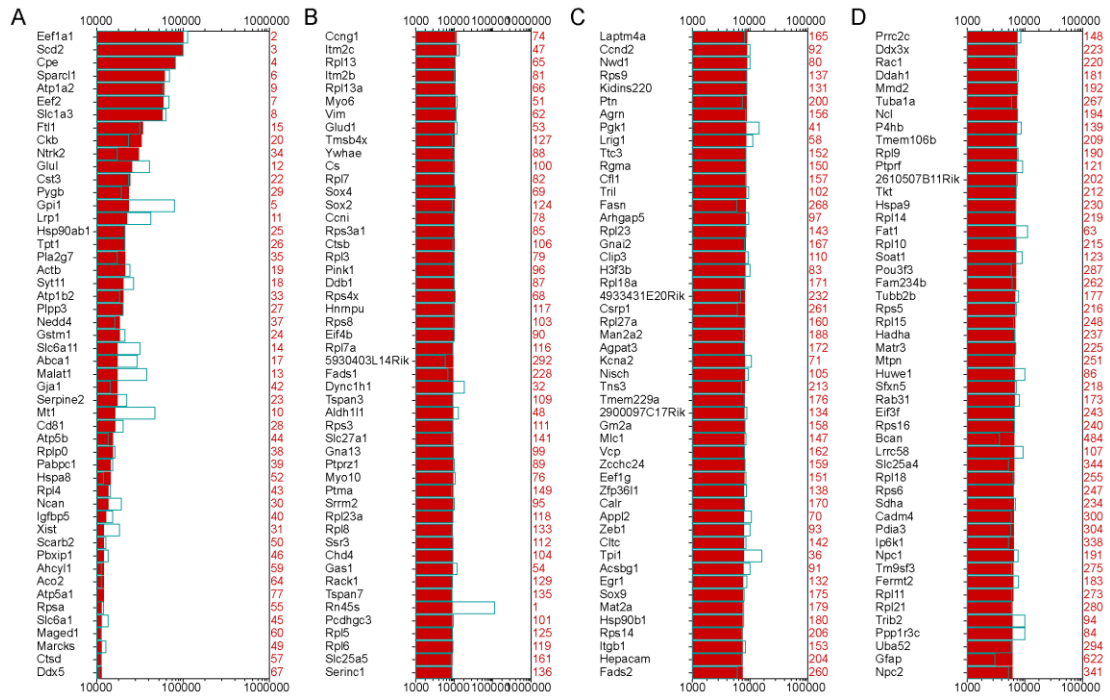 A
10000 100000 1000000
Eef1a1 2
Scd2 3
Cpe 4
Sparcl1 6
Atp1a2 9
Eef2 7
Slc1a3 8
Ftl1 15
Ckb 20
Ntrk2 34
Glul 12
Cst3 22
Pygb 29
Gpi1 5
Lrp1 11
Hsp90ab1 25
Tpt1 26
Pla2g7 35
Actb 19
Syt11 18
Atp1b2 33
Plpp3 27
Nedd4 37
Gstm1 24
Slc6a11 14
Abca1 17
Malat1 13
Gja1 42
Serpine2 23
Mt1 10
Cd81 28
Atp5b 44
Rplp0 38
Pabpc1 39
Hspa8 52
Rpl4 43
Ncan 30
Igfbp5 40
Xist 31
Scarb2 50
Pbxip1 46
Ahcyl1 59
Aco2 64
Atp5a1 77
Rpsa 55
Slc6a1 45
Maged1 60
Marcks 49
Ctsd 57
Ddx5 67
10000 100000 1000000
B
1000 10000 100000 1000000
Ccng1 74
Itm2c 47
Rpl13 65
Itm2b 81
Rpl13a 66
Myo6 51
Vim 62
Glud1 53
Tmsb4x 127
Ywhae 88
Cs 100
Rpl7 82
Sox4 69
Sox2 124
Ccni 78
Rps3a1 85
Ctsb 106
Rpl3 79
Pink1 96
Ddb1 87
Rps4x 68
Hnrnpu 117
Rps8 103
Eif4b 90
Rpl7a 116
5930403L14Rik 292
Fads1 228
Dync1h1 32
Tspan3 109
Aldh1l1 48
Rps3 111
Slc27a1 141
Gna13 99
Ptprz1 89
Myo10 76
Ptma 149
Srrm2 95
Rpl23a 118
Rpl8 133
Ssr3 112
Chd4 104
Gas1 54
Rack1 129
Tspan7 135
Rn45s 1
Pcdhgc3 101
Rpl5 125
Rpl6 119
Slc25a5 161
Serinc1 136
1000 10000 100000 1000000
C
1000 10000 100000
Laptm4a 165
Ccnd2 92
Nwd1 80
Rps9 137
Kidins220 131
Ptn 200
Agrn 156
Pgk1 41
Lrig1 58
Ttc3 152
Rgma 150
Cfl1 157
Tril 102
Fasn 268
Arhgap5 97
Rpl23 143
Gnai2 167
Clip3 110
H3f3b 83
Rpl18a 171
4933431E20Rik 232
Csrp1 261
Rpl27a 160
Man2a2 188
Agpat3 172
Kcna2 71
Nisch 105
Tns3 213
Tmem229a 176
2900097C17Rik 134
Gm2a 158
Mlc1 147
Vcp 162
Zcchc24 159
Eef1g 151
Zfp36l1 138
Calr 170
Appl2 70
Zeb1 93
Cltc 142
Tpi1 36
Acsbg1 91
Egr1 132
Sox9 175
Mat2a 179
Hsp90b1 180
Rps14 206
Itgb1 153
Hepacam 204
Fads2 260
1000 10000 100000
D
1000 10000 100000
Prrc2c 148
Ddx3x 223
Rac1 220
Ddah1 181
Mmd2 192
Tuba1a 267
Ncl 194
P4hb 139
Tmem106b 209
Rpl9 190
Ptprf 121
2610507B11Rik 202
Tkt 212
Hspa9 230
Rpl14 219
Fat1 63
Rpl10 215
Soat1 123
Pou3f3 287
Fam234b 262
Tubb2b 177
Rps5 216
Rpl15 248
Hadha 237
Matr3 225
Mtpn 251
Huwe1 86
Sfxn5 218
Rab31 173
Eif3f 243
Rps16 240
Bcan 484
Lrrc58 107
Slc25a4 344
Rpl18 255
Rps6 247
Sdha 234
Cadm4 300
Pdia3 304
Ip6k1 338
Npc1 191
Tm9sf3 275
Fermt2 183
Rpl11 273
Rpl21 280
Trib2 94
Ppp1r3c 84
Uba52 294
Gfap 622
Npc2 341
1000 10000 100000